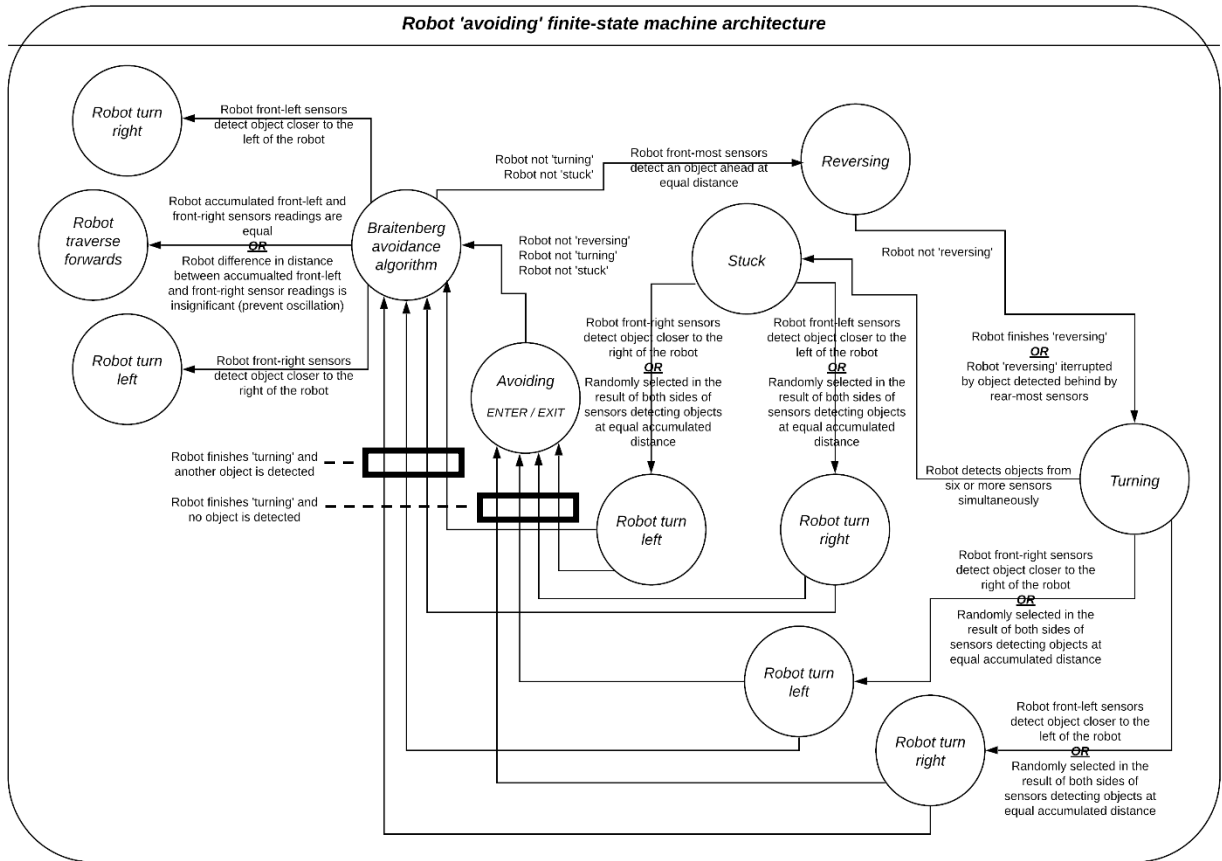 Robot 'avoiding' finite-state machine architecture
Robot turn
right
Robot front-left sensors
detect object closer to the
left of the robot
Robot not 'turning'
Robot not 'stuck'
Robot front-most sensors
detect an object ahead at
equal distance
Reversing
Robot
traverse
forwards
Robot accumulated front-left and
front-right sensors readings are
equal
OR
Robot difference in distance
between accumualted front-left
and front-right sensor readings is
insignificant (prevent oscillation)
Braitenberg
avoidance
algorithm
Robot not 'reversing'
Robot not 'turning'
Robot not 'stuck'
Stuck
Robot not 'reversing'
Robot turn
left
Robot front-right sensors
detect object closer to the
right of the robot
Avoiding
ENTER / EXIT
Robot front-right sensors
detect object closer to the
right of the robot
OR
Randomly selected in the
result of both sides of
sensors detecting objects
at equal accumulated
distance
Robot front-left sensors
detect object closer to the
left of the robot
OR
Randomly selected in the
result of both sides of
sensors detecting objects
at equal accumulated
distance
Robot finishes 'reversing'
OR
Robot 'reversing' iterrupted
by object detected behind by
rear-most sensors
Robot finishes 'turning' and
another object is detected
Robot finishes 'turning' and
no object is detected
Robot turn
left
Robot turn
right
Robot detects objects from
six or more sensors
simultaneously
Turning
Robot front-right sensors
detect object closer to the
right of the robot
OR
Randomly selected in the
result of both sides of
sensors detecting objects at
equal accumulated distance
Robot turn
left
Robot turn
right
Robot front-left sensors
detect object closer to the
left of the robot
OR
Randomly selected in the
result of both sides of
sensors detecting objects at
equal accumulated distance